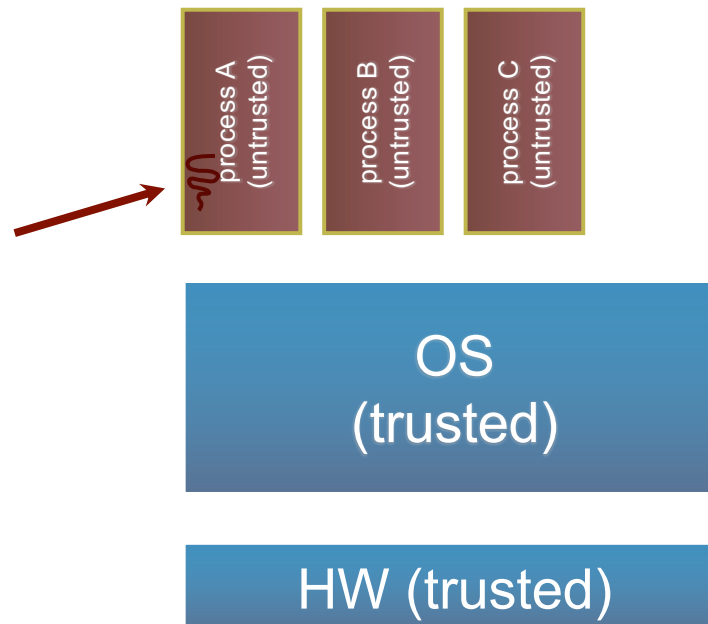 process A
(untrusted)
process B
(untrusted)
process C
(untrusted)
OS
(trusted)
HW (trusted)